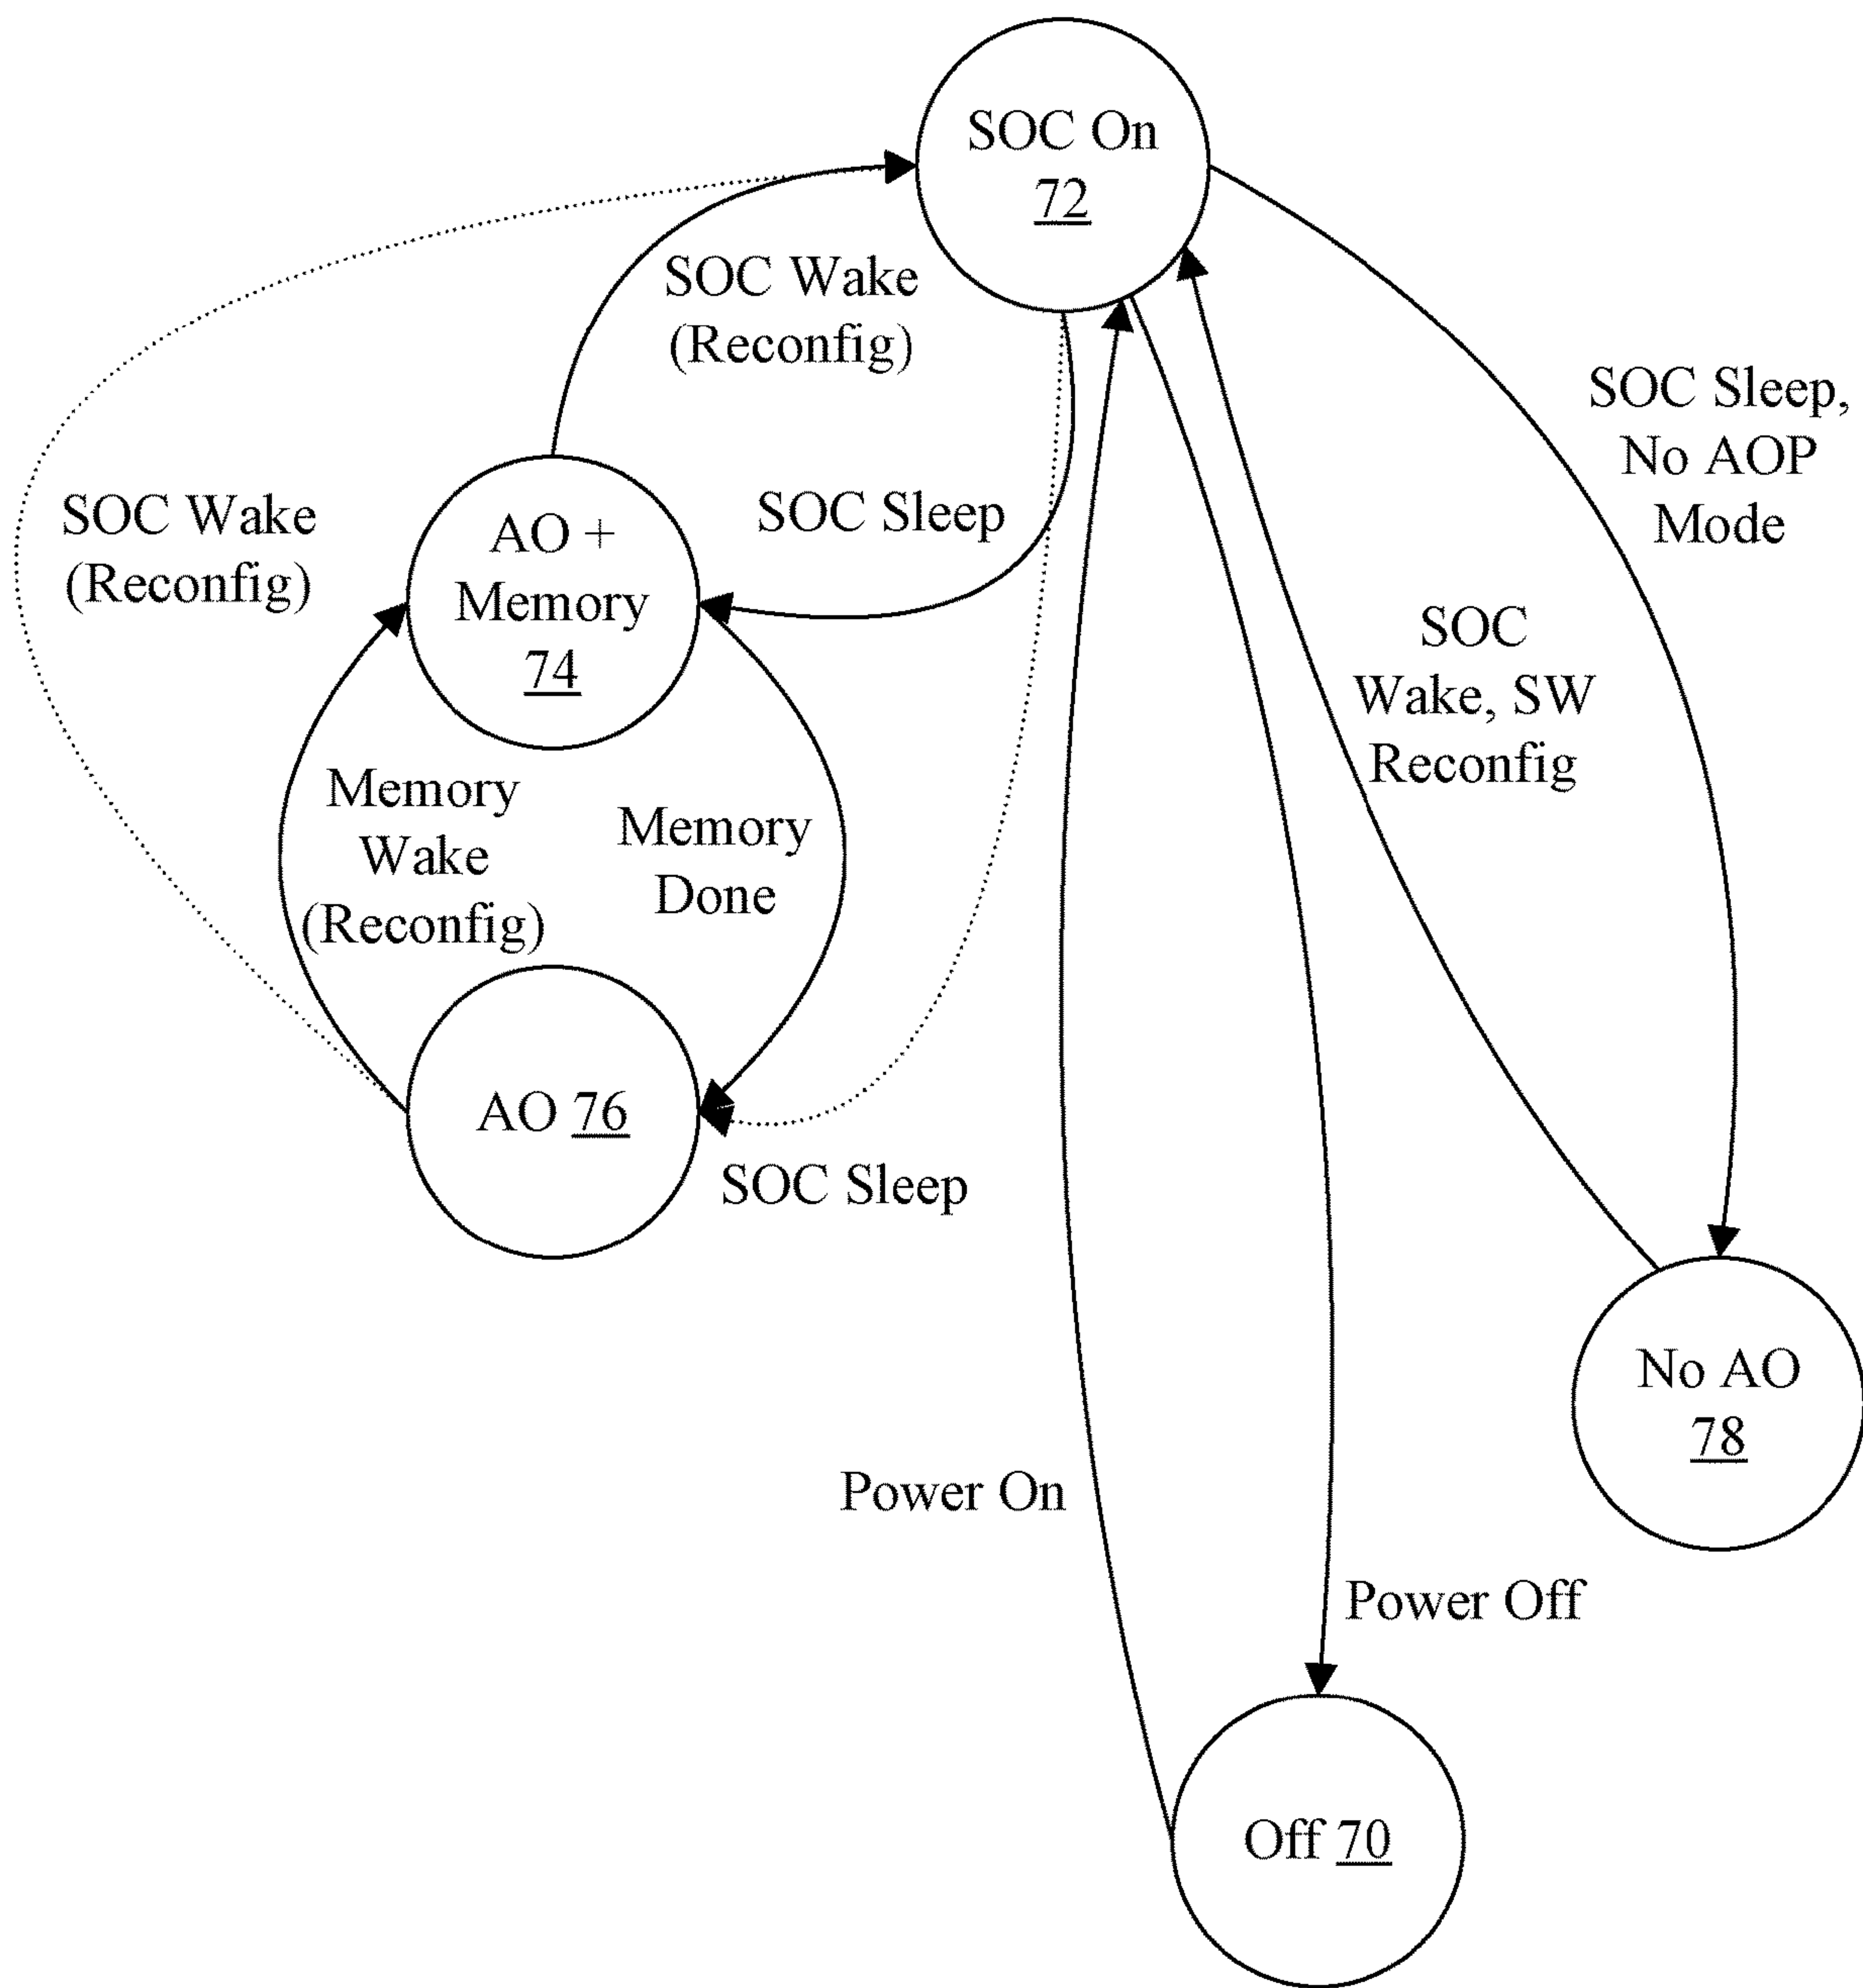 SOC On
72
SOC Wake
(Reconfig)
SOC Sleep,
No AOP
Mode
SOC Wake
(Reconfig)
AO +
Memory
74
SOC Sleep
SOC
Wake, SW
Reconfig
Memory
Wake
(Reconfig)
Memory
Done
AO 76
SOC Sleep
No AO
78
Power On
Power Off
Off 70